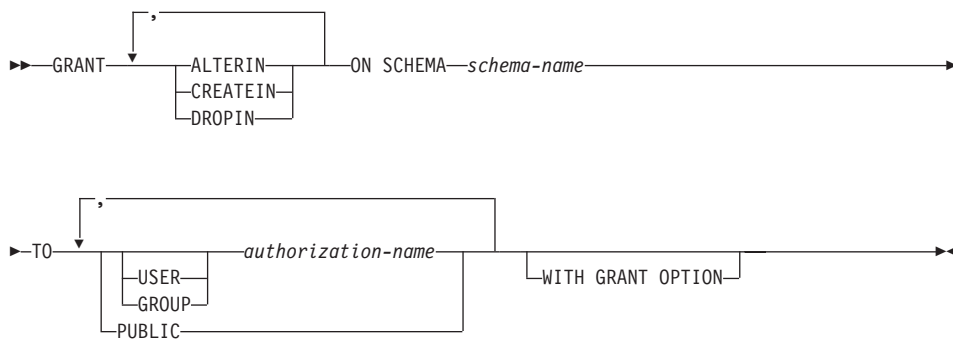 ,
GRANT ALTERIN ON SCHEMA schema-name
CREATEIN
DROPIN
,
TO authorization-name
USER WITH GRANT OPTION
GROUP
PUBLIC